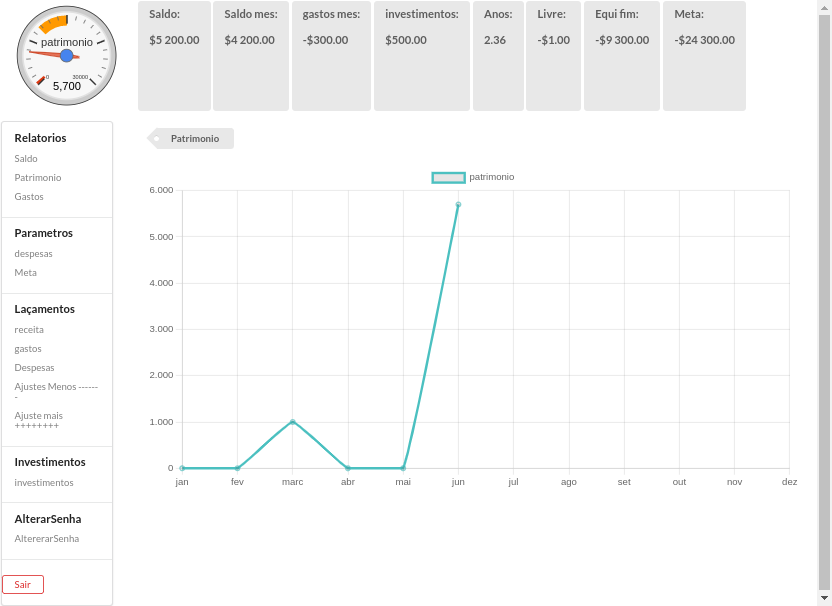 patrimonio
0 30000
5,700
Saldo: Saldo mes: gastos mes: investimentos: Anos: Livre: Equi fim: Meta:
$5 200.00 $4 200.00 -$300.00 $500.00 2.36 -$1.00 -$9 300.00 -$24 300.00
Relatorios
Saldo
Patrimonio
Gastos
Parametros
despesas
Meta
Laçamentos
receita
gastos
Despesas
Ajustes Menos ------
-
Ajuste mais
++++++++
Investimentos
investimentos
AlterarSenha
AltererarSenha
Sair
Patrimonio
patrimonio
6.000
5.000
4.000
3.000
2.000
1.000
0
jan fev marc abr mai jun jul ago set out nov dez